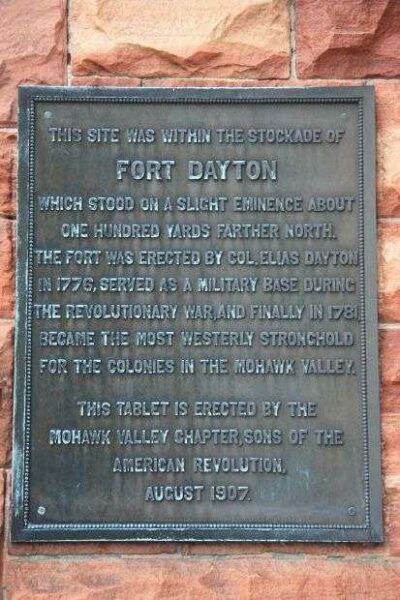 THIS SITE WAS WITHIN THE STOCKADE OF
FORT DAYTON
WHICH STOOD ON A SLIGHT EMINENCE ABOUT
ONE HUNDRED YARDS FARTHER NORTH.
THE FORT WAS ERECTED BY COL. ELIAS DAYTON
IN 1776, SERVED AS A MILITARY BASE DURING
THE REVOLUTIONARY WAR, AND FINALLY IN 1781
BECAME THE MOST WESTERLY STRONGHOLD
FOR THE COLONIES IN THE MOHAWK VALLEY.
THIS TABLET IS ERECTED BY THE
MOHAWK VALLEY CHAPTER, SONS OF THE
AMERICAN REVOLUTION,
AUGUST 1907.